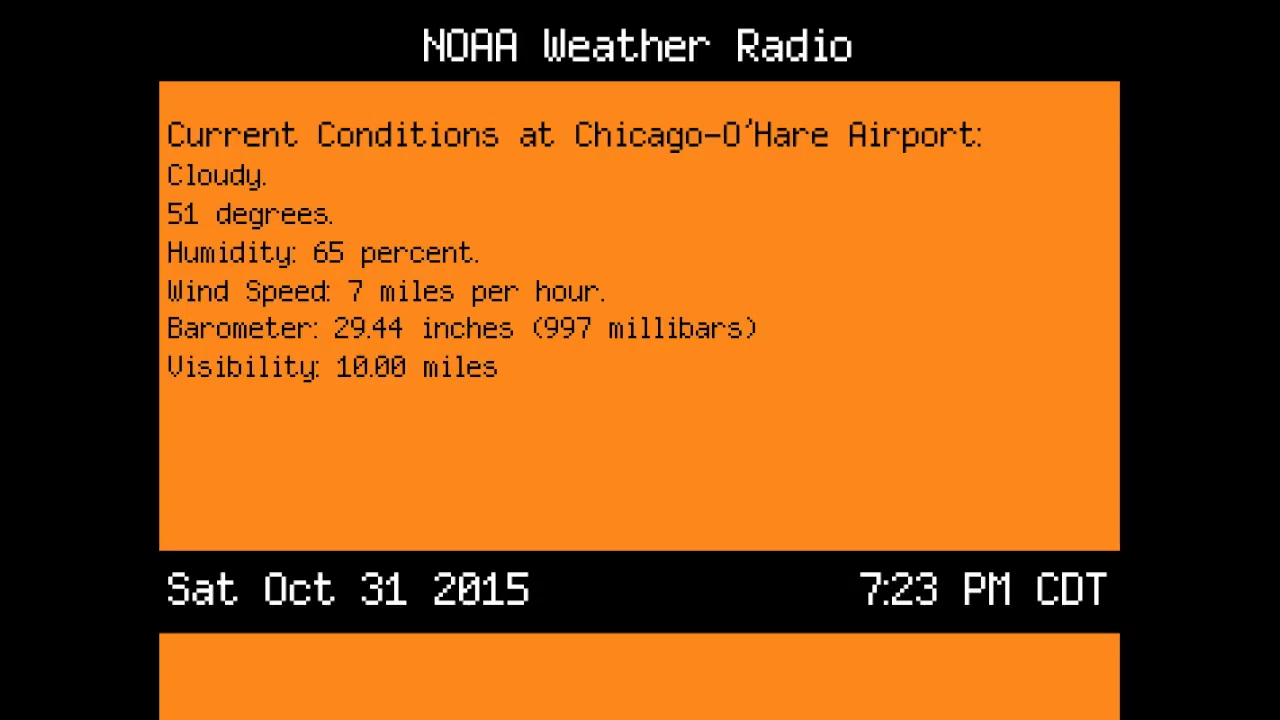 NOAA Weather Radio
Current Conditions at Chicago-O'Hare Airport:
Cloudy.
51 degrees.
Humidity: 65 percent.
Wind Speed: 7 miles per hour.
Barometer: 29.44 inches (997 millibars)
Visibility: 10.00 miles
Sat Oct 31 2015 7:23 PM CDT